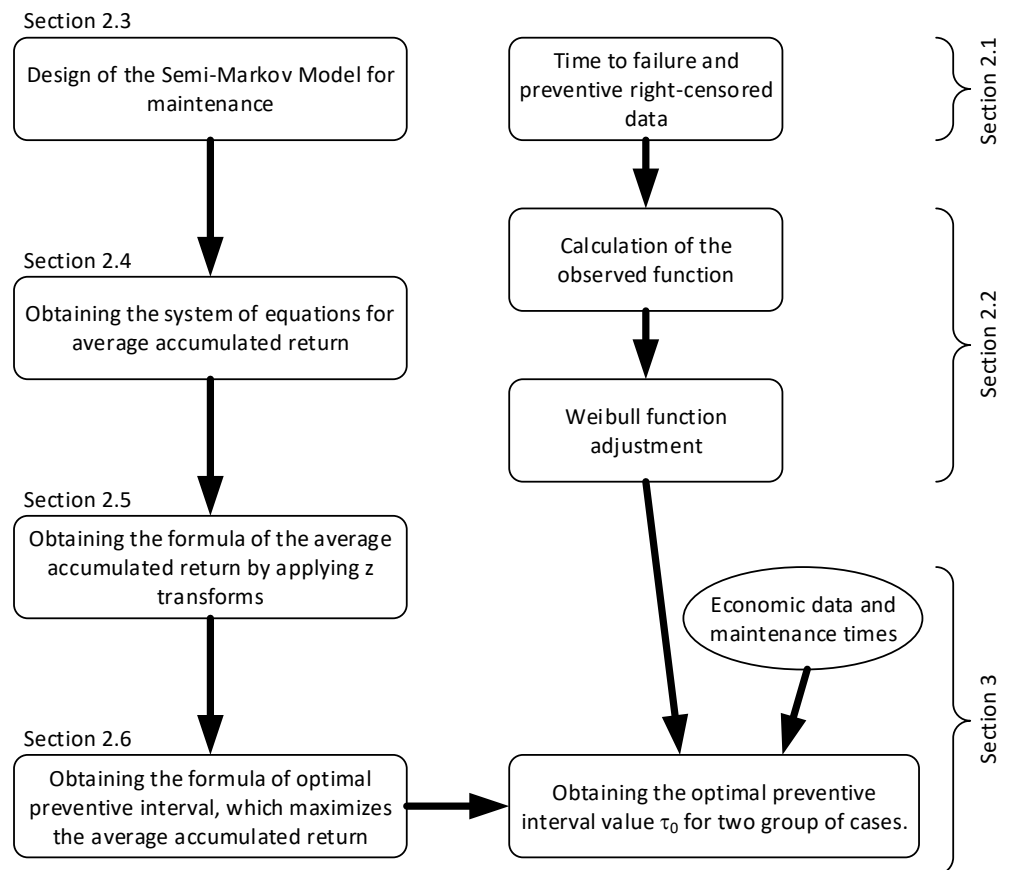 Section 2.3
Design of the Semi-Markov Model for
maintenance
Section 2.4
Obtaining the system of equations for
average accumulated return
Section 2.5
Obtaining the formula of the average
accumulated return by applying z
transforms
Section 2.6
Obtaining the formula of optimal
preventive interval, which maximizes
the average accumulated return
Time to failure and
preventive right-censored
data
Section 2.1
Calculation of the
observed function
Weibull function
adjustment
Section 2.2
Economic data and
maintenance times
Obtaining the optimal preventive
interval value τ₀ for two group of cases.
Section 3